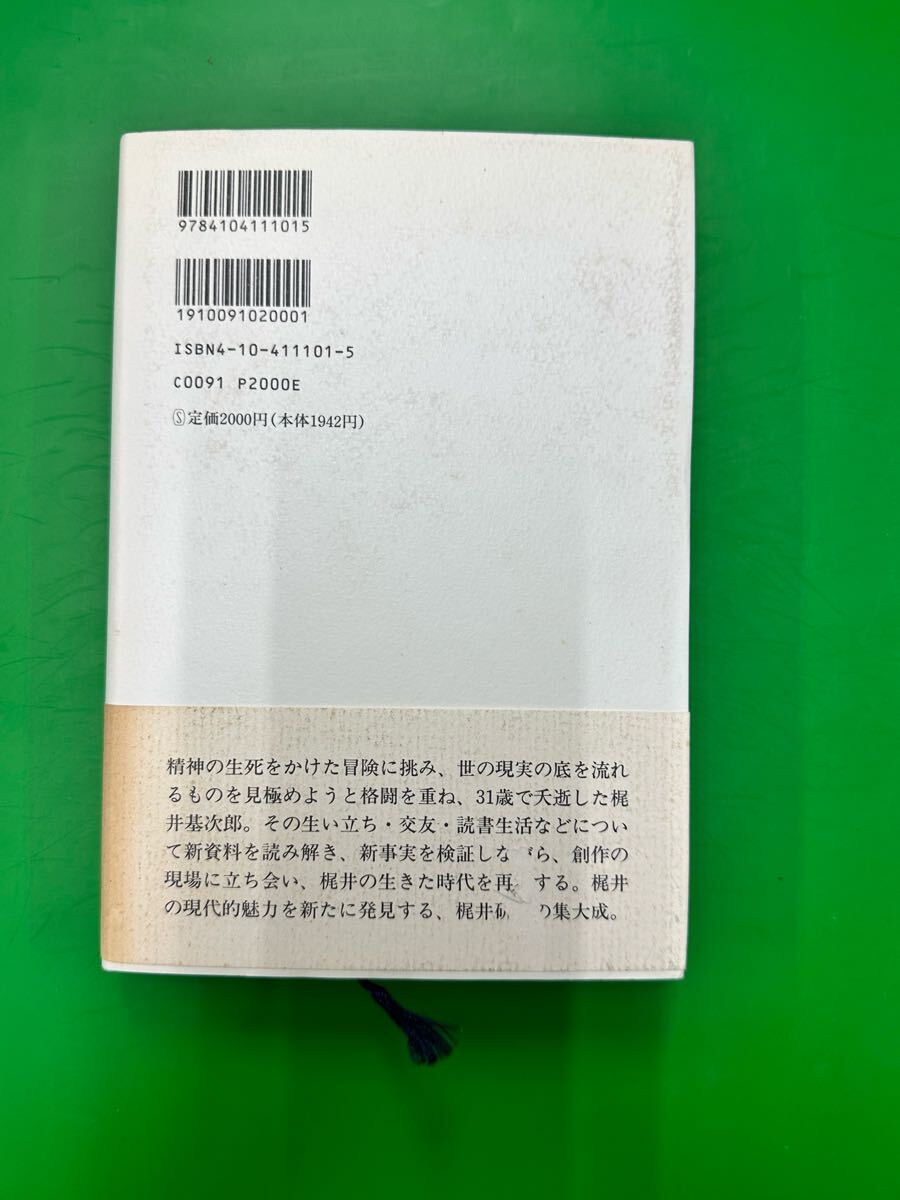 9784104111015
1910091020001
ISBN4-10-411101-5
C0091 P2000E
Ⓢ定価2000円(本体1942円)
精神の生死をかけた冒険に挑み、世の現実の底を流れ
るものを見極めようと格闘を重ね、31歳で夭逝した梶
井基次郎。その生い立ち・交友・読書生活などについ
て新資料を読み解き、新事実を検証しながら、創作の
現場に立ち会い、梶井の生きた時代を再 する。梶井
の現代的魅力を新たに発見する、梶井 の集大成。